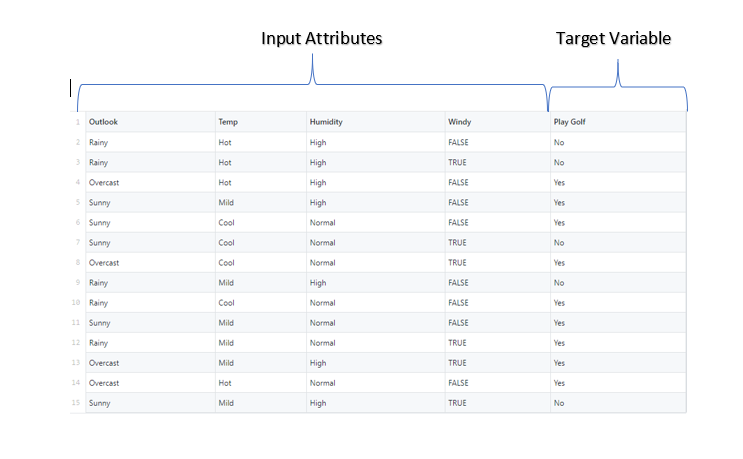 Input Attributes Target Variable
1 Outlook Temp Humidity Windy Play Golf
2 Rainy Hot High FALSE No
3 Rainy Hot High TRUE No
4 Overcast Hot High FALSE Yes
5 Sunny Mild High FALSE Yes
6 Sunny Cool Normal FALSE Yes
7 Sunny Cool Normal TRUE No
8 Overcast Cool Normal TRUE Yes
9 Rainy Mild High FALSE No
10 Rainy Cool Normal FALSE Yes
11 Sunny Mild Normal FALSE Yes
12 Rainy Mild Normal TRUE Yes
13 Overcast Mild High TRUE Yes
14 Overcast Hot Normal FALSE Yes
15 Sunny Mild High TRUE No